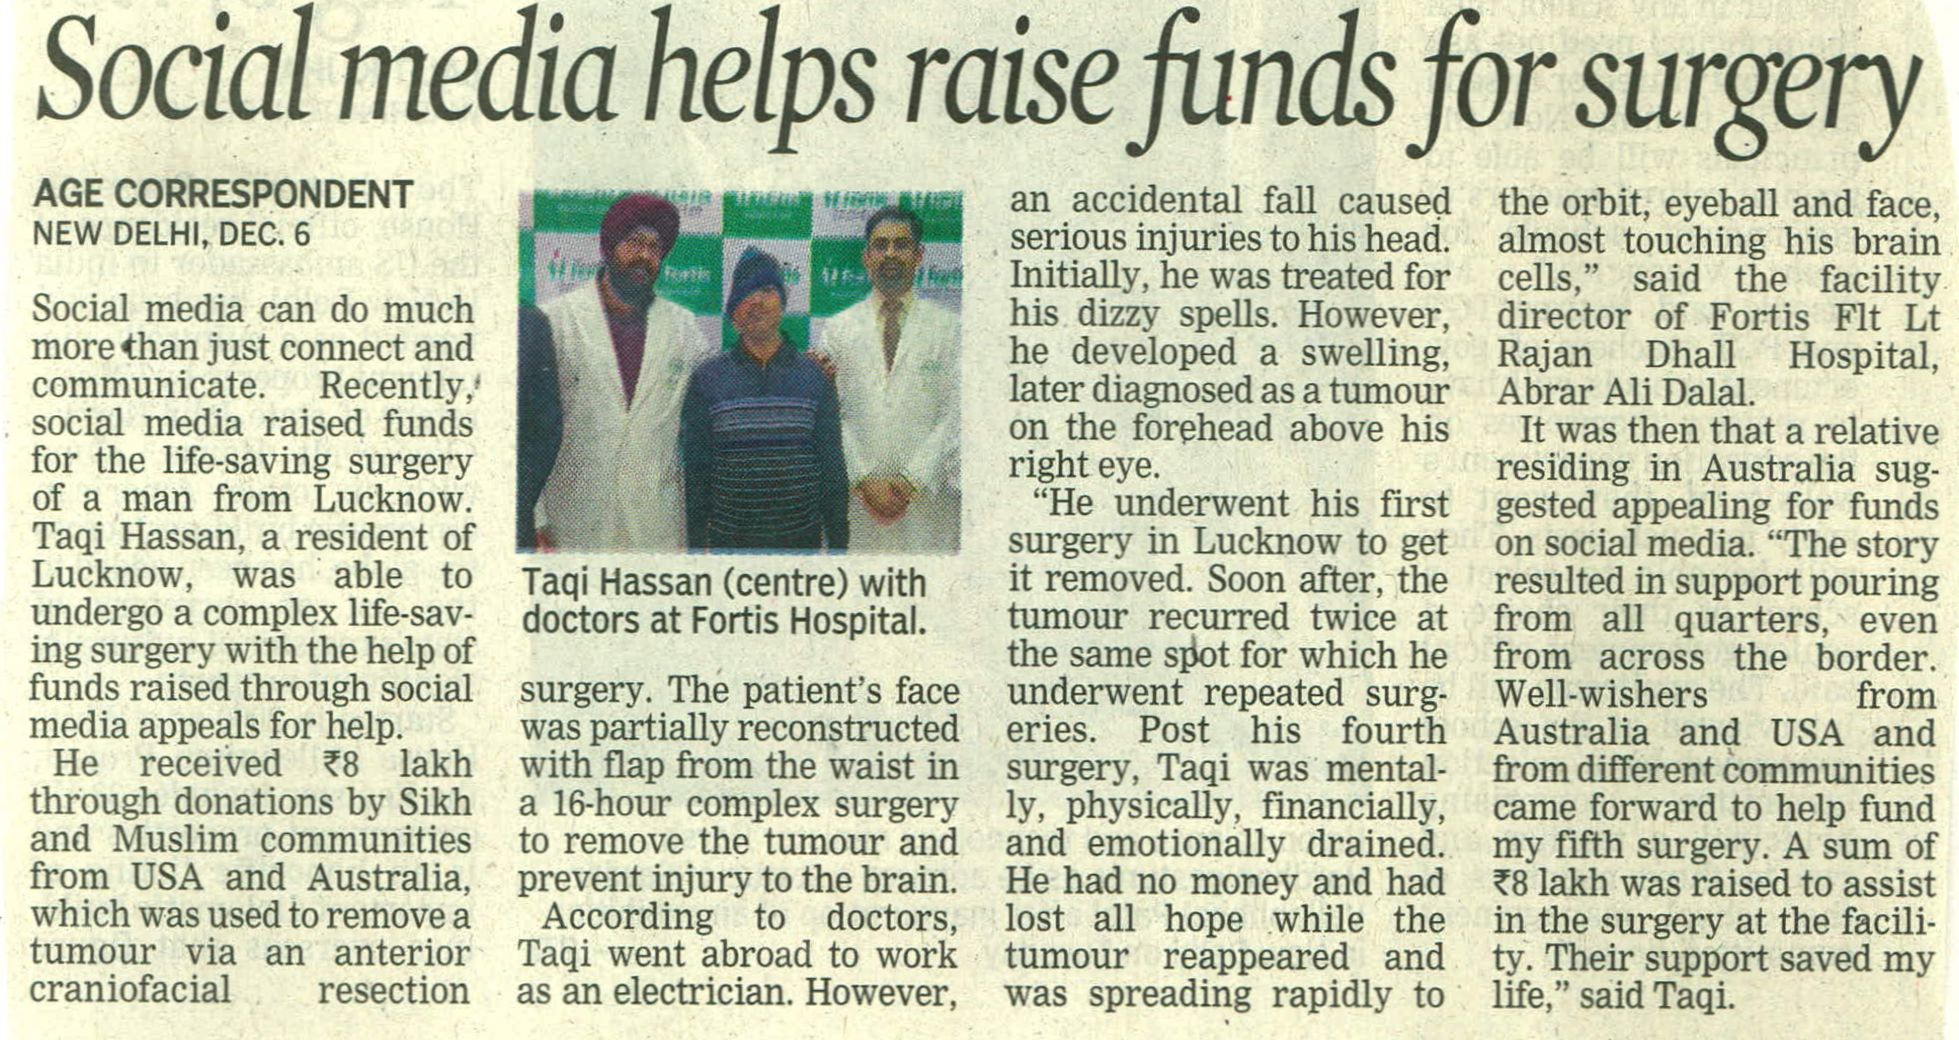 Social media helps raise funds for surgery
AGE CORRESPONDENT
NEW DELHI, DEC. 6
Social media can do much
more than just connect and
communicate. Recently,
social media raised funds
for the life-saving surgery
of a man from Lucknow.
Taqi Hassan, a resident of
Lucknow, was able to
undergo a complex life-sav-
ing surgery with the help of
funds raised through social
media appeals for help.
He received ₹8 lakh
through donations by Sikh
and Muslim communities
from USA and Australia,
which was used to remove a
tumour via an anterior
craniofacial resection
Fortis
Taqi Hassan (centre) with
doctors at Fortis Hospital.
surgery. The patient's face
was partially reconstructed
with flap from the waist in
a 16-hour complex surgery
to remove the tumour and
prevent injury to the brain.
According to doctors,
Taqi went abroad to work
as an electrician. However,
an accidental fall caused
serious injuries to his head.
Initially, he was treated for
his dizzy spells. However,
he developed a swelling,
later diagnosed as a tumour
on the forehead above his
right eye.
"He underwent his first
surgery in Lucknow to get
it removed. Soon after, the
tumour recurred twice at
the same spot for which he
underwent repeated surg-
eries. Post his fourth
surgery, Taqi was mental-
ly, physically, financially,
and emotionally drained.
He had no money and had
lost all hope while the
tumour reappeared and
was spreading rapidly to
the orbit, eyeball and face,
almost touching his brain
cells," said the facility
director of Fortis Flt Lt
Rajan Dhall Hospital,
Abrar Ali Dalal.
It was then that a relative
residing in Australia sug-
gested appealing for funds
on social media. "The story
resulted in support pouring
from all quarters, even
from across the border.
Well-wishers from
Australia and USA and
from different communities
came forward to help fund
my fifth surgery. A sum of
₹8 lakh was raised to assist
in the surgery at the facili-
ty. Their support saved my
life," said Taqi.